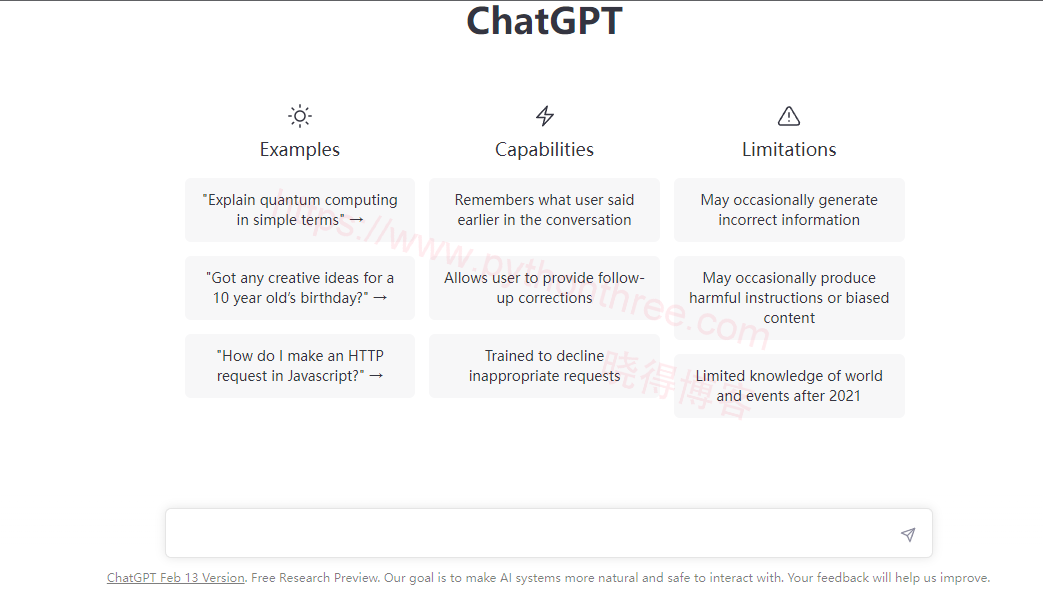 ChatGPT
Examples
"Explain quantum computing
in simple terms" →
"Got any creative ideas for a
10 year old’s birthday?" →
"How do I make an HTTP
request in Javascript?" →
Capabilities
Remembers what user said
earlier in the conversation
Allows user to provide follow-
up corrections
Trained to decline
inappropriate requests
Limitations
May occasionally generate
incorrect information
May occasionally produce
harmful instructions or biased
content
Limited knowledge of world
and events after 2021
https://www.pythonthree.com
晓得博客
ChatGPT Feb 13 Version. Free Research Preview. Our goal is to make AI systems more natural and safe to interact with. Your feedback will help us improve.